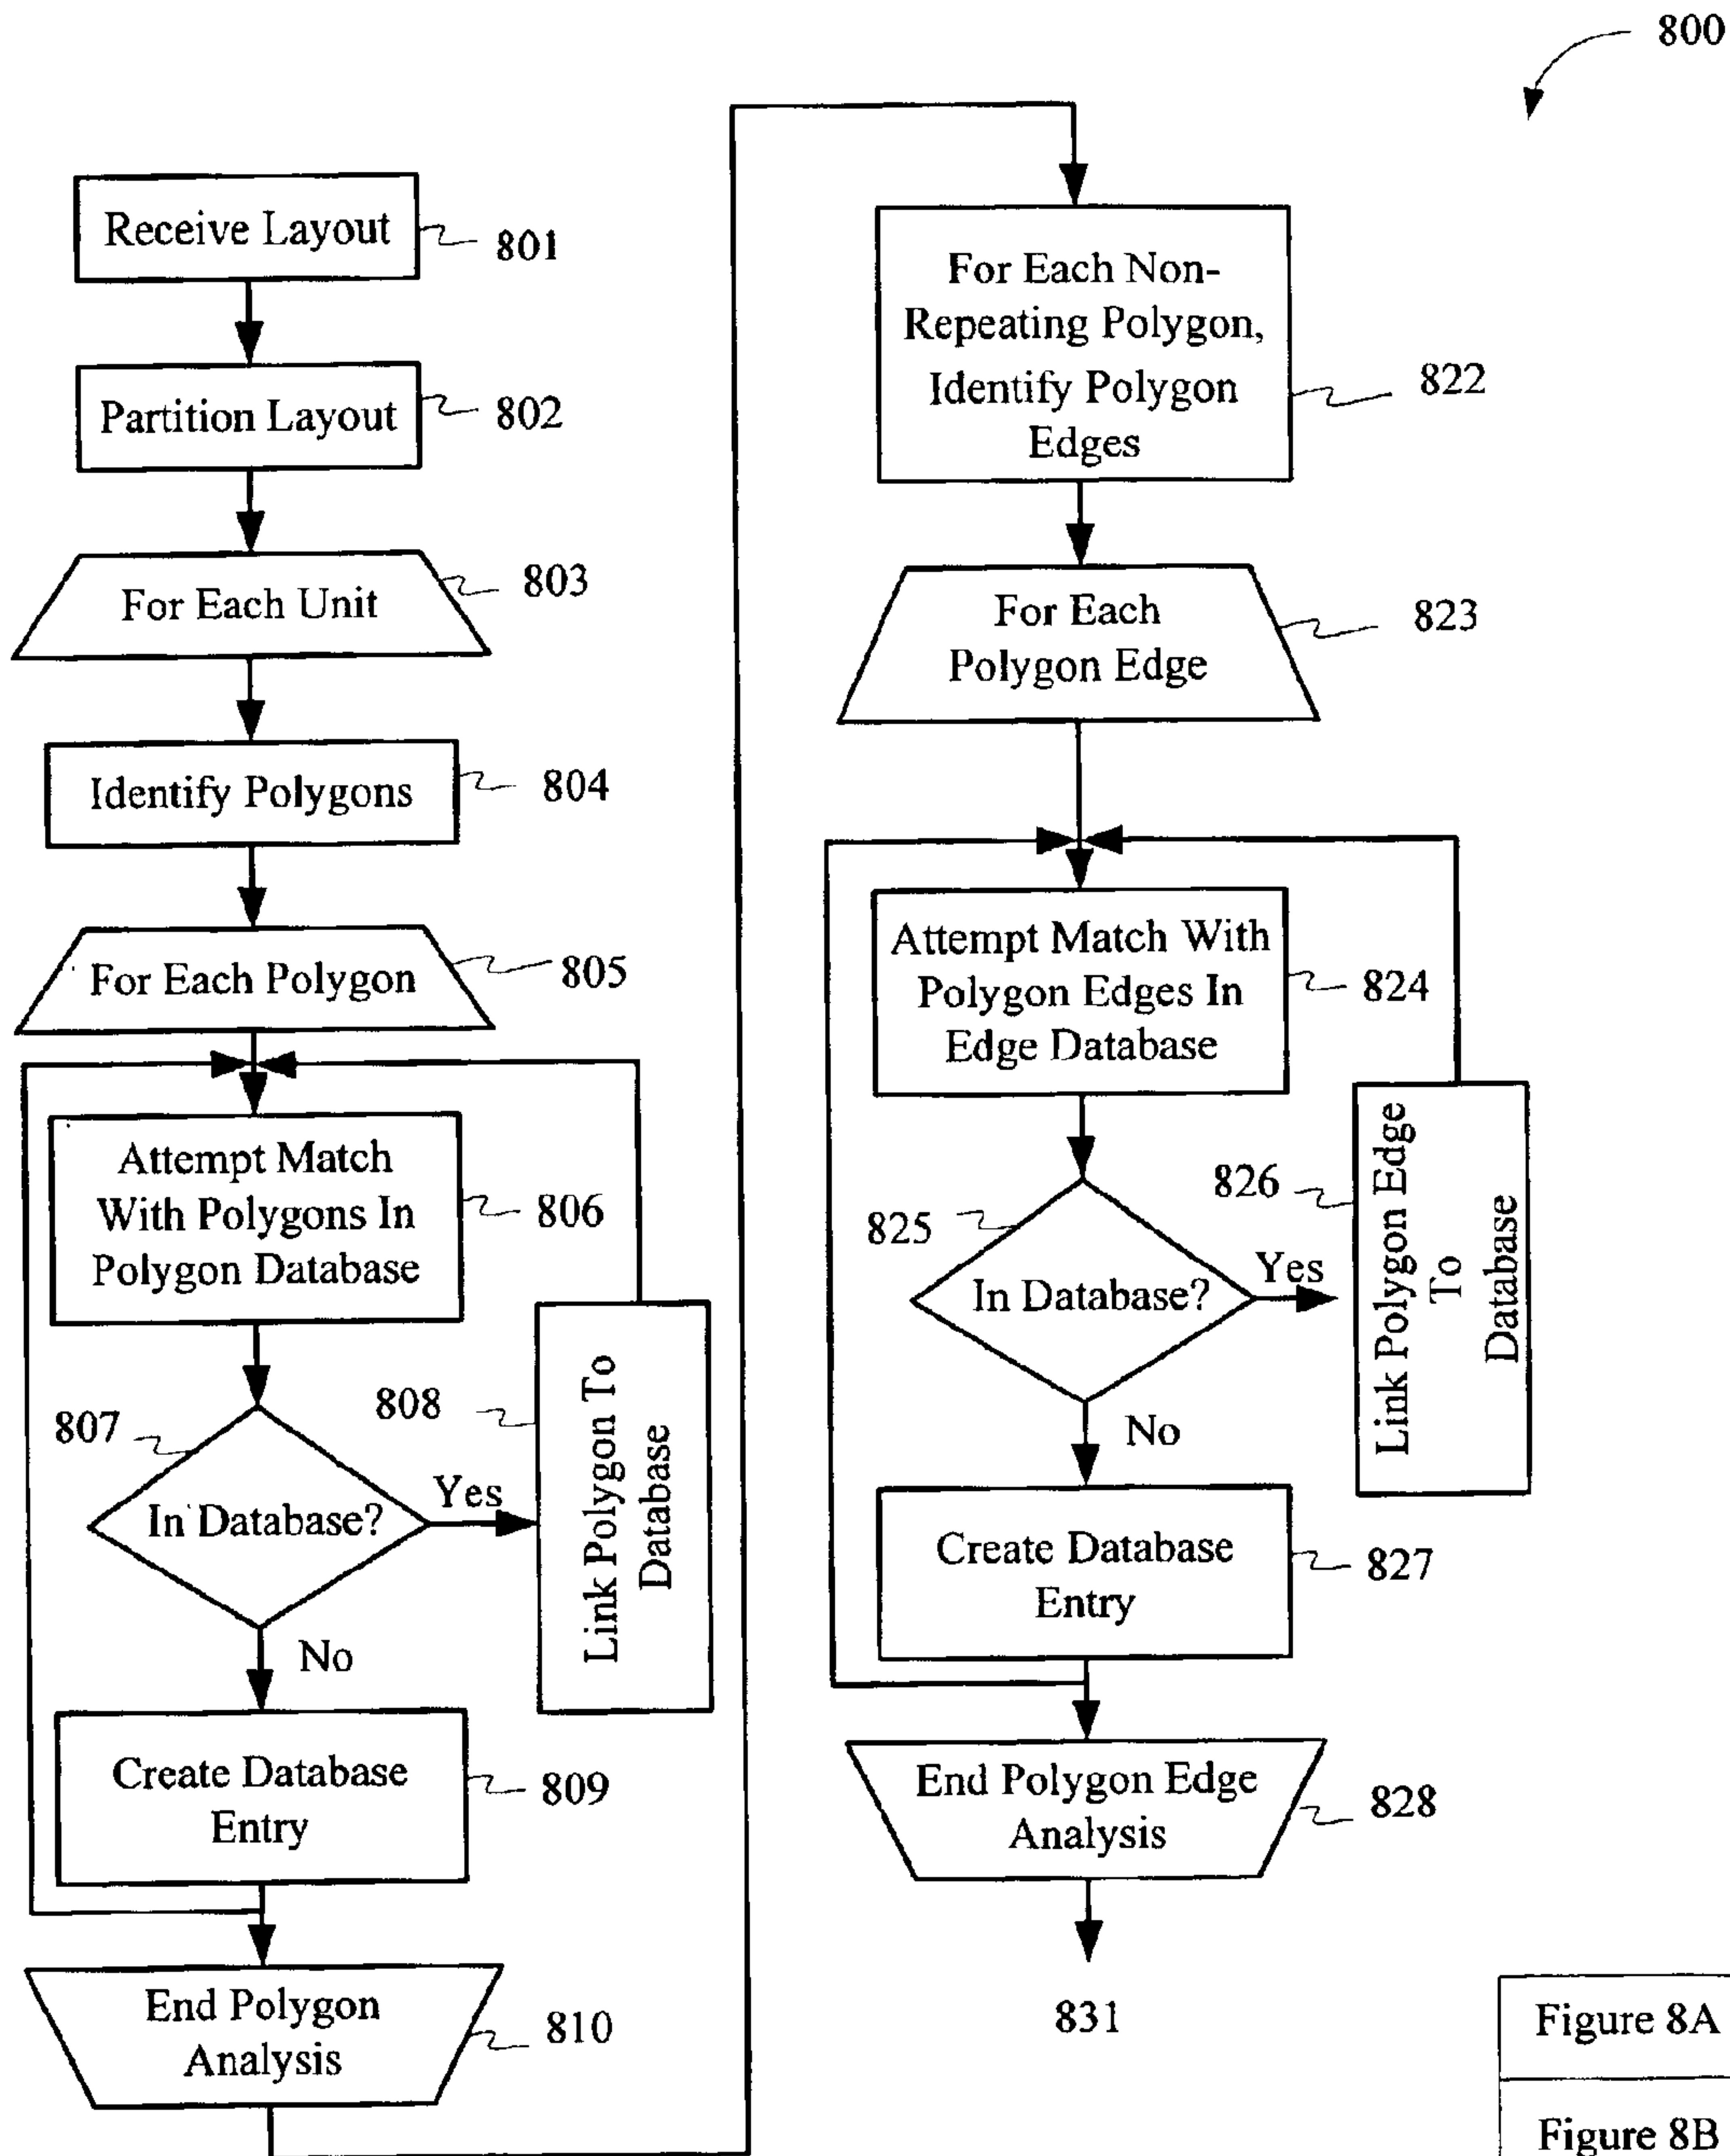 800
Receive Layout
801
Partition Layout
802
For Each Unit
803
Identify Polygons
804
For Each Polygon
805
Attempt Match
With Polygons In
Polygon Database
806
807
In Database?
Yes
808
Link Polygon To
Database
No
Create Database
Entry
809
End Polygon
Analysis
810
For Each Non-
Repeating Polygon,
Identify Polygon
Edges
822
For Each
Polygon Edge
823
Attempt Match With
Polygon Edges In
Edge Database
824
825
In Database?
Yes
826
Link Polygon Edge
To
Database
No
Create Database
Entry
827
End Polygon Edge
Analysis
828
831
Figure 8A
Figure 8B